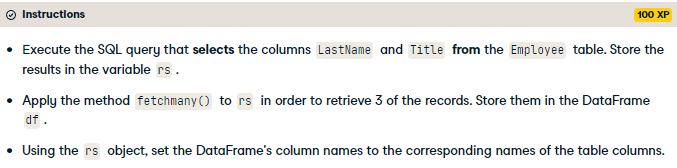 Instructions
100 XP
Execute the SQL query that selects the columns LastName and Title from the Employee table. Store the
results in the variable rs .
Apply the method fetchmany() to rs in order to retrieve 3 of the records. Store them in the DataFrame
df .
Using the rs object, set the DataFrame's column names to the corresponding names of the table columns.